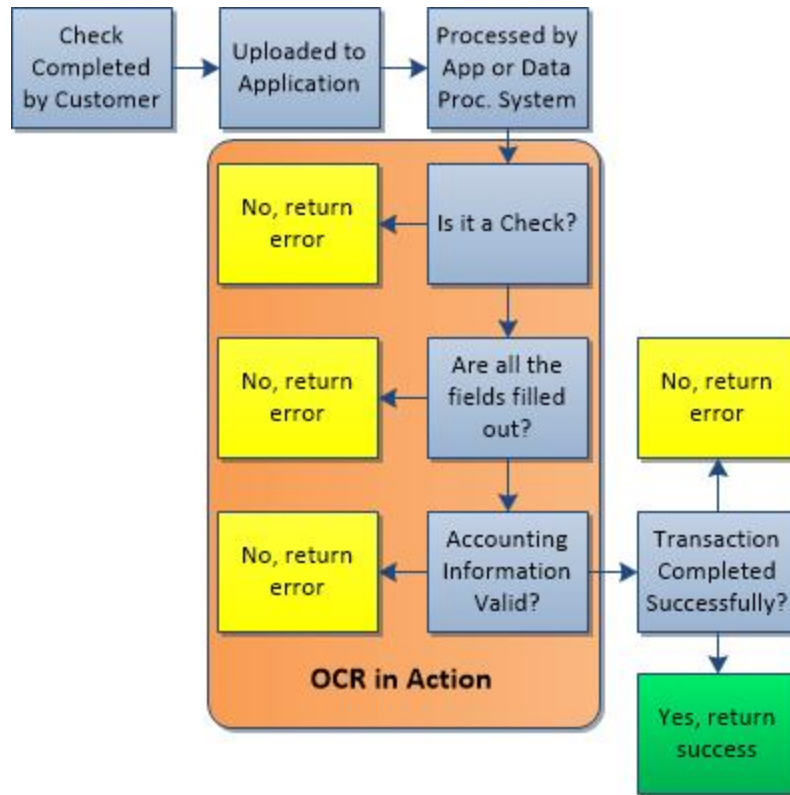 Check
Completed
by Customer
Uploaded to
Application
Processed by
App or Data
Proc. System
No, return
error
Is it a Check?
No, return
error
Are all the
fields filled
out?
No, return
error
No, return
error
Accounting
Information
Valid?
Transaction
Completed
Successfully?
OCR in Action
Yes, return
success